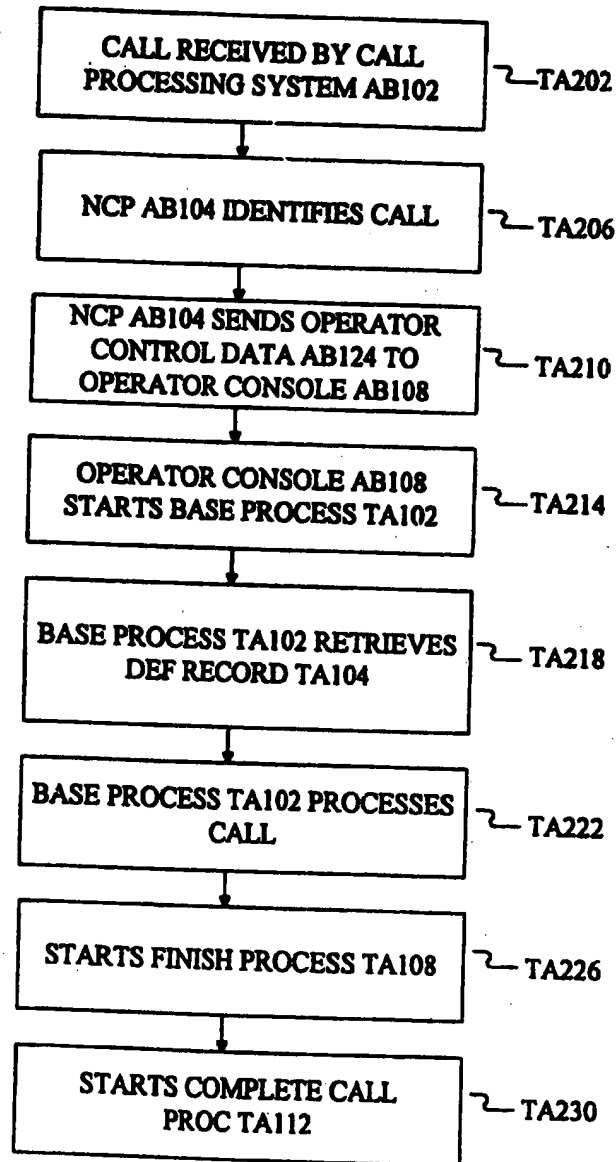 CALL RECEIVED BY CALL
PROCESSING SYSTEM AB102
TA202
NCP AB104 IDENTIFIES CALL
TA206
NCP AB104 SENDS OPERATOR
CONTROL DATA AB124 TO
OPERATOR CONSOLE AB108
TA210
OPERATOR CONSOLE AB108
STARTS BASE PROCESS TA102
TA214
BASE PROCESS TA102 RETRIEVES
DEF RECORD TA104
TA218
BASE PROCESS TA102 PROCESSES
CALL
TA222
STARTS FINISH PROCESS TA108
TA226
STARTS COMPLETE CALL
PROC TA112
TA230